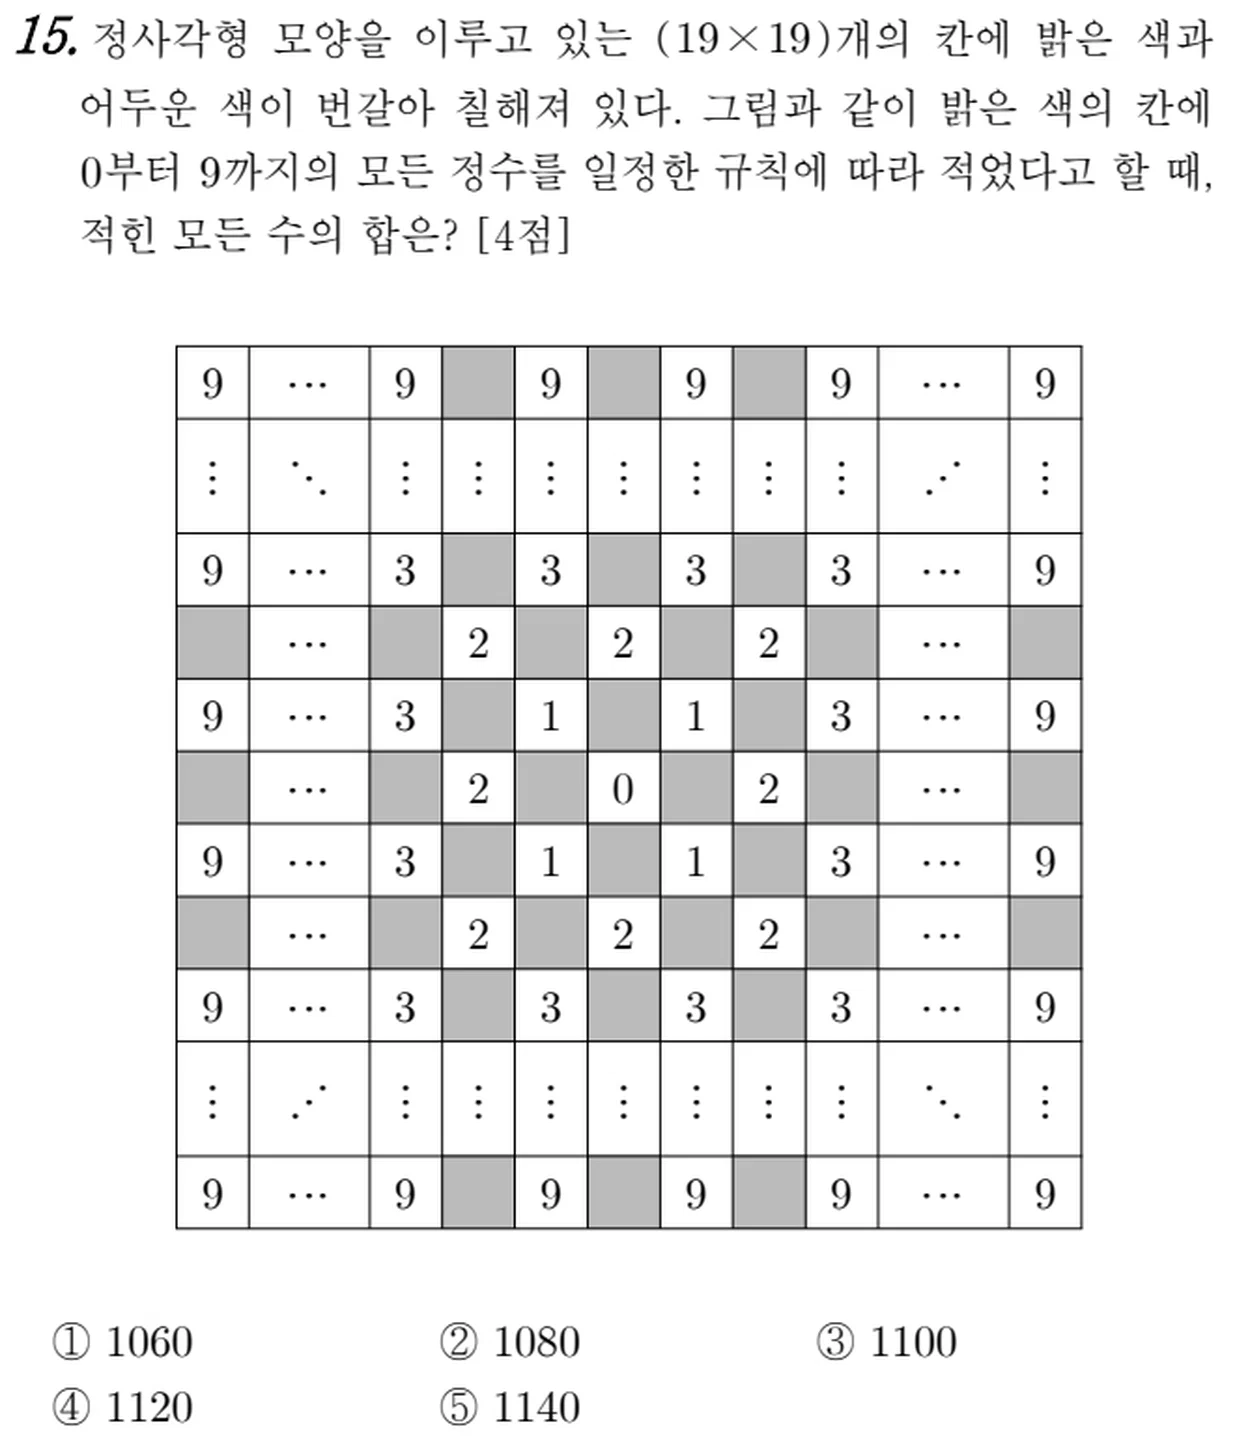 15. 정사각형 모양을 이루고 있는 (19×19)개의 칸에 밝은 색과
어두운 색이 번갈아 칠해져 있다. 그림과 같이 밝은 색의 칸에
0부터 9까지의 모든 정수를 일정한 규칙에 따라 적었다고 할 때,
적힌 모든 수의 합은? [4점]
9 ⋯ 9 9 9 9 ⋯ 9
⋮ ⋱ ⋮ ⋮ ⋮ ⋮ ⋮ ⋮ ⋮ ⋰ ⋮
9 ⋯ 3 3 3 3 ⋯ 9
⋯ 2 2 2 ⋯
9 ⋯ 3 1 1 3 ⋯ 9
⋯ 2 0 2 ⋯
9 ⋯ 3 1 1 3 ⋯ 9
⋯ 2 2 2 ⋯
9 ⋯ 3 3 3 3 ⋯ 9
⋮ ⋰ ⋮ ⋮ ⋮ ⋮ ⋮ ⋮ ⋮ ⋱ ⋮
9 ⋯ 9 9 9 9 ⋯ 9
① 1060 ② 1080 ③ 1100
④ 1120 ⑤ 1140